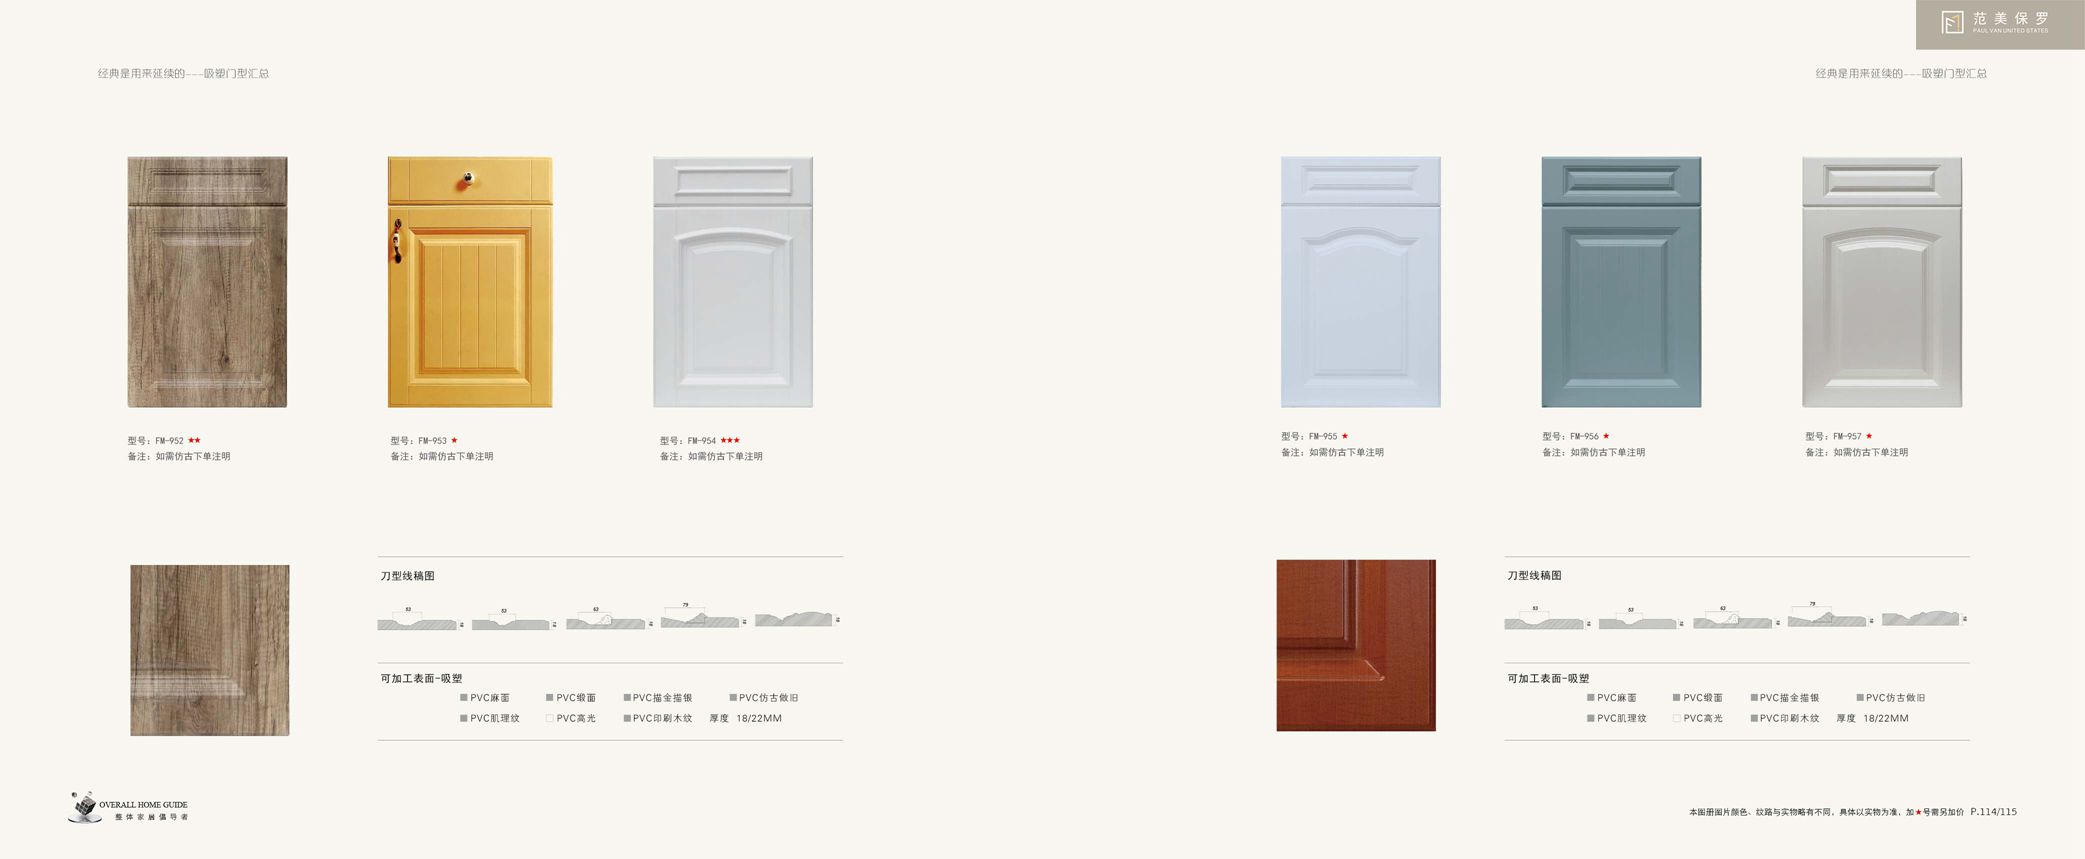 范美保罗
PAUL VAN UNITED STATES
经典是用来延续的---吸塑门型汇总
经典是用来延续的---吸塑门型汇总
型号：FM-952 ★★
备注：如需仿古下单注明
型号：FM-953 ★
备注：如需仿古下单注明
型号：FM-954 ★★★
备注：如需仿古下单注明
型号：FM-955 ★
备注：如需仿古下单注明
型号：FM-956 ★
备注：如需仿古下单注明
型号：FM-957 ★
备注：如需仿古下单注明
刀型线稿图
53 53 63 79
可加工表面-吸塑
PVC麻面 PVC缎面 PVC描金描银 PVC仿古做旧
PVC肌理纹 PVC高光 PVC印刷木纹 厚度 18/22MM
刀型线稿图
53 53 63 79
可加工表面-吸塑
PVC麻面 PVC缎面 PVC描金描银 PVC仿古做旧
PVC肌理纹 PVC高光 PVC印刷木纹 厚度 18/22MM
OVERALL HOME GUIDE
整体家居倡导者
本图册图片颜色、纹路与实物略有不同，具体以实物为准，加★号需另加价 P.114/115